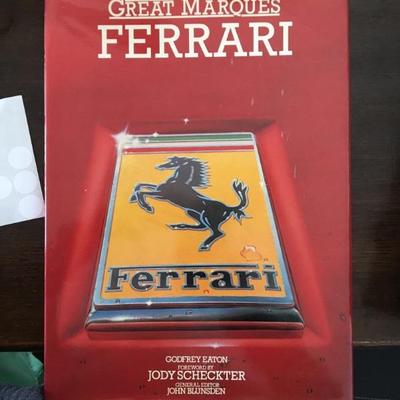 GREAT MARQUES
FERRARI
Ferrari
GODFREY EATON
FOREWORD BY
JODY SCHECKTER
GENERAL EDITOR
JOHN BLUNSDEN